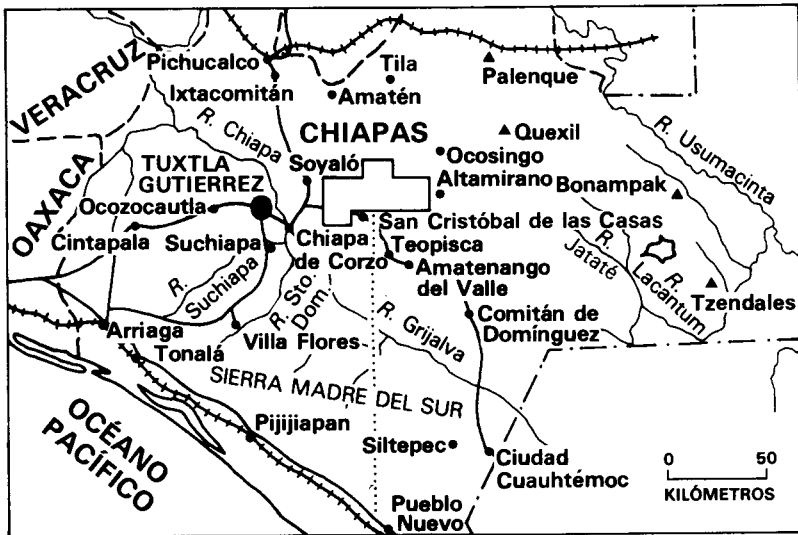 VERACRUZ
Pichucalco
Ixtacomitán
Tila
Amatén
Palenque
R. Chiapa
CHIAPAS
Quexil
R. Usumacinta
OAXACA
TUXTLA
GUTIERREZ
Soyaló
Ocosingo
Altamirano
Bonampak
Ocozocautla
Cintapala
Suchiapa
Chiapa
de Corzo
San Cristóbal de las Casas
Teopisca
Amatenango
del Valle
R.
Jataté
R.
Lacantum
Tzendales
R.
Suchiapa
R. Sto.
Dom.
R. Grijalva
Comitán de
Domínguez
Arriaga
Tonalá
Villa Flores
SIERRA MADRE DEL SUR
OCÉANO
PACÍFICO
Pijijiapan
Siltepec
Ciudad
Cuauhtémoc
0 50
KILÓMETROS
Pueblo
Nuevo